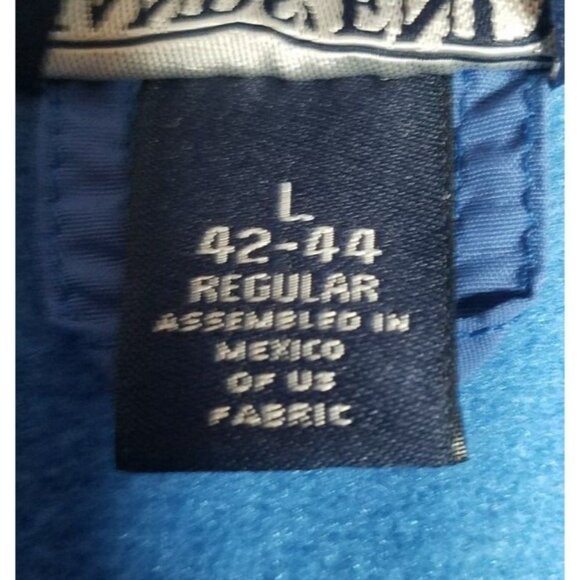 L
42-44
REGULAR
ASSEMBLED IN
MEXICO
OF US
FABRIC